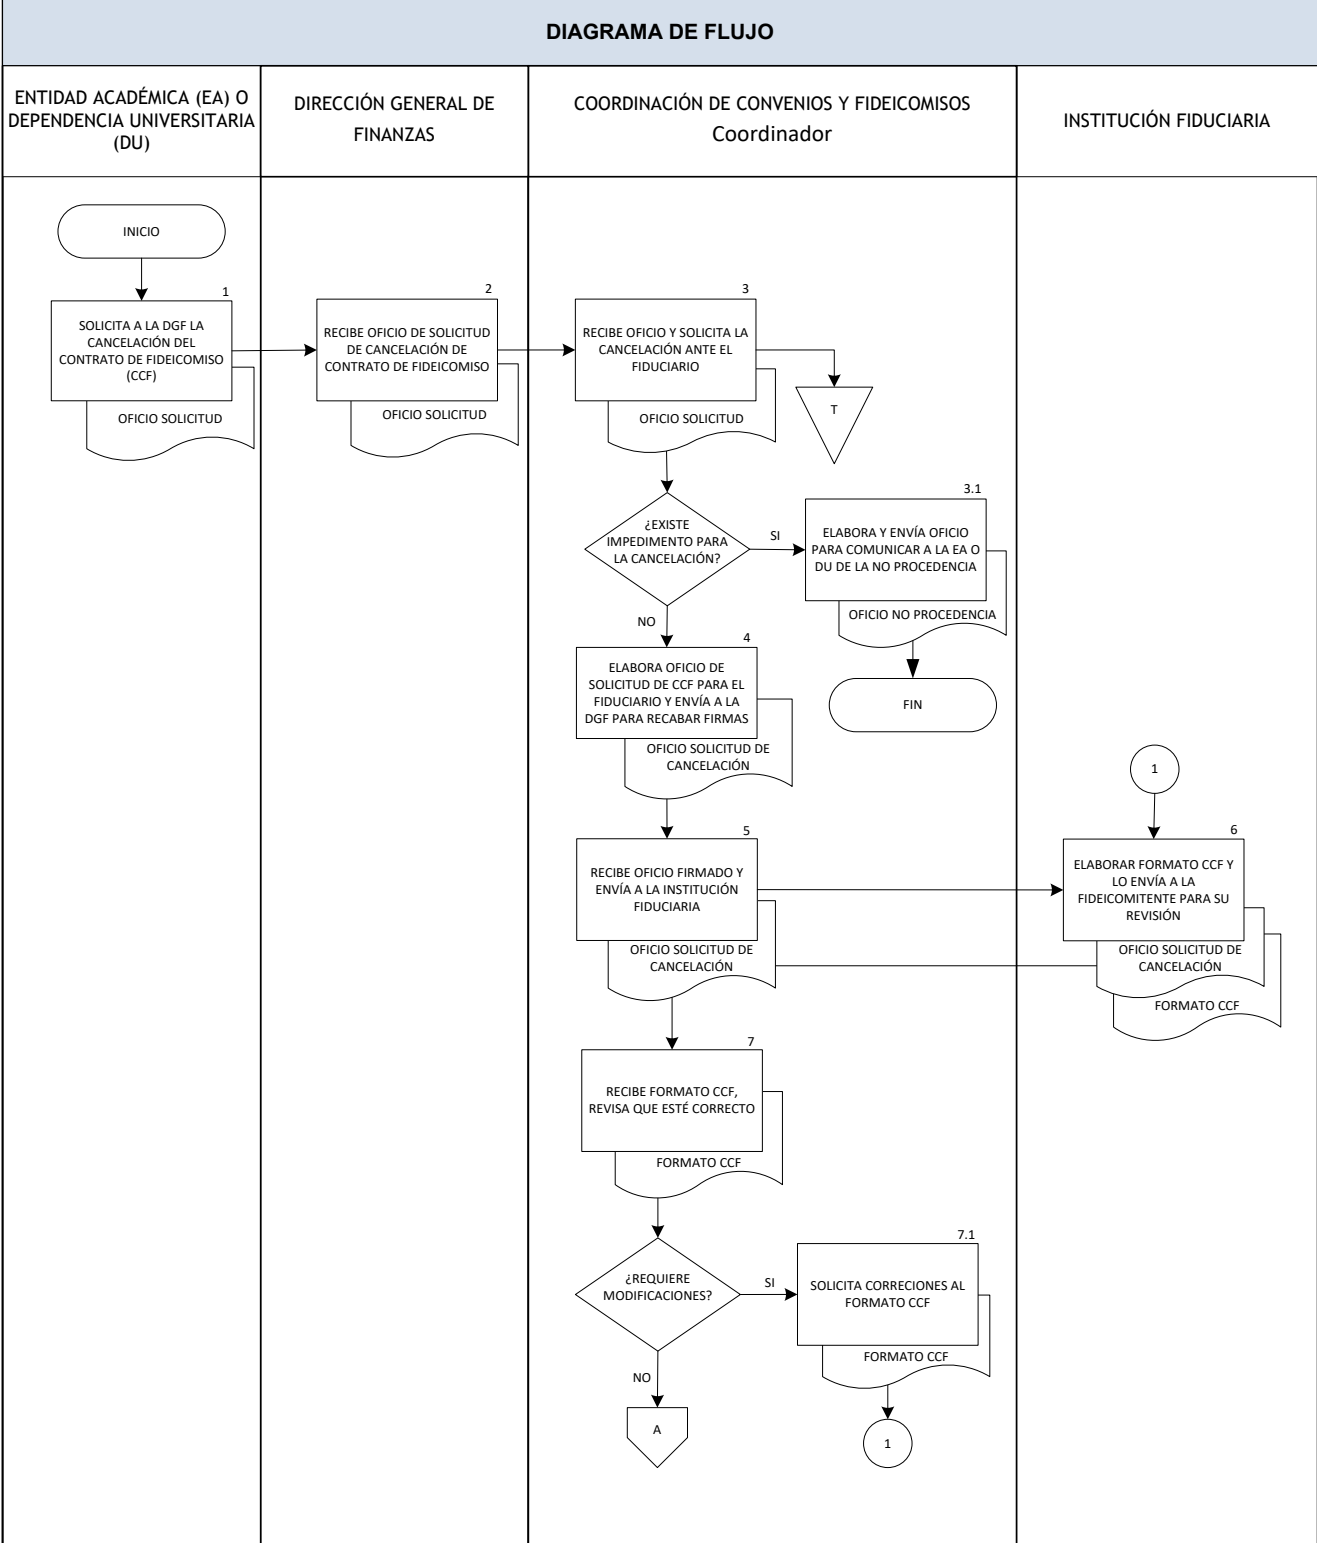 DIAGRAMA DE FLUJO
ENTIDAD ACADÉMICA (EA) O
DEPENDENCIA UNIVERSITARIA
(DU)
DIRECCIÓN GENERAL DE
FINANZAS
COORDINACIÓN DE CONVENIOS Y FIDEICOMISOS
Coordinador
INSTITUCIÓN FIDUCIARIA
INICIO
1
SOLICITA A LA DGF LA
CANCELACIÓN DEL
CONTRATO DE FIDEICOMISO
(CCF)
OFICIO SOLICITUD
2
RECIBE OFICIO DE SOLICITUD
DE CANCELACIÓN DE
CONTRATO DE FIDEICOMISO
OFICIO SOLICITUD
3
RECIBE OFICIO Y SOLICITA LA
CANCELACIÓN ANTE EL
FIDUCIARIO
OFICIO SOLICITUD
T
¿EXISTE
IMPEDIMENTO PARA
LA CANCELACIÓN?
SI
3.1
ELABORA Y ENVÍA OFICIO
PARA COMUNICAR A LA EA O
DU DE LA NO PROCEDENCIA
OFICIO NO PROCEDENCIA
FIN
NO
4
ELABORA OFICIO DE
SOLICITUD DE CCF PARA EL
FIDUCIARIO Y ENVÍA A LA
DGF PARA RECABAR FIRMAS
OFICIO SOLICITUD DE
CANCELACIÓN
5
RECIBE OFICIO FIRMADO Y
ENVÍA A LA INSTITUCIÓN
FIDUCIARIA
OFICIO SOLICITUD DE
CANCELACIÓN
1
6
ELABORAR FORMATO CCF Y
LO ENVÍA A LA
FIDEICOMITENTE PARA SU
REVISIÓN
OFICIO SOLICITUD DE
CANCELACIÓN
FORMATO CCF
7
RECIBE FORMATO CCF,
REVISA QUE ESTÉ CORRECTO
FORMATO CCF
¿REQUIERE
MODIFICACIONES?
SI
7.1
SOLICITA CORRECIONES AL
FORMATO CCF
FORMATO CCF
1
NO
A